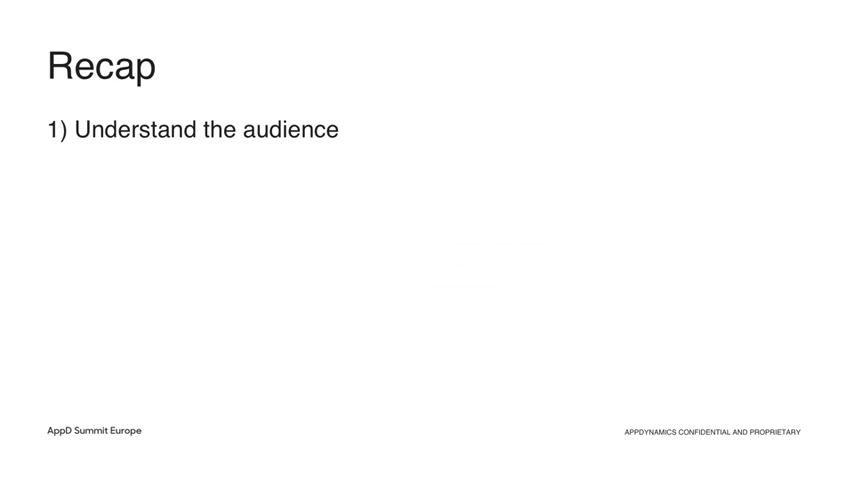 Recap
1) Understand the audience
AppD Summit Europe
APPDYNAMICS CONFIDENTIAL AND PROPRIETARY